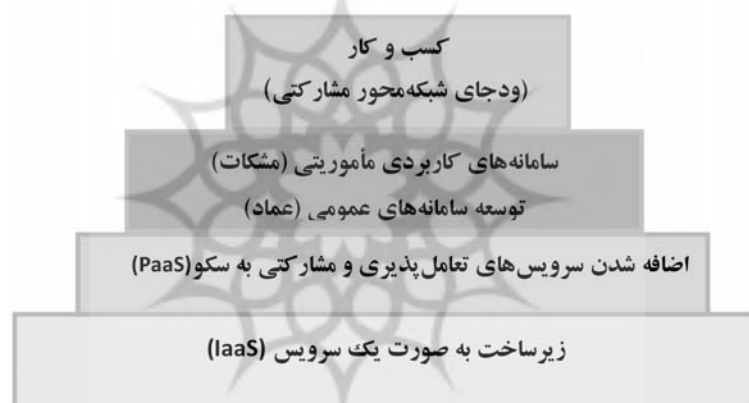 کسب و کار
(ودجای شبکه‌محور مشارکتی)
سامانه‌های کاربردی مأموریتی (مشکات)
توسعه سامانه‌های عمومی (عماد)
اضافه شدن سرویس‌های تعامل‌پذیری و مشارکتی به سکو(PaaS)
زیرساخت به صورت یک سرویس (IaaS)